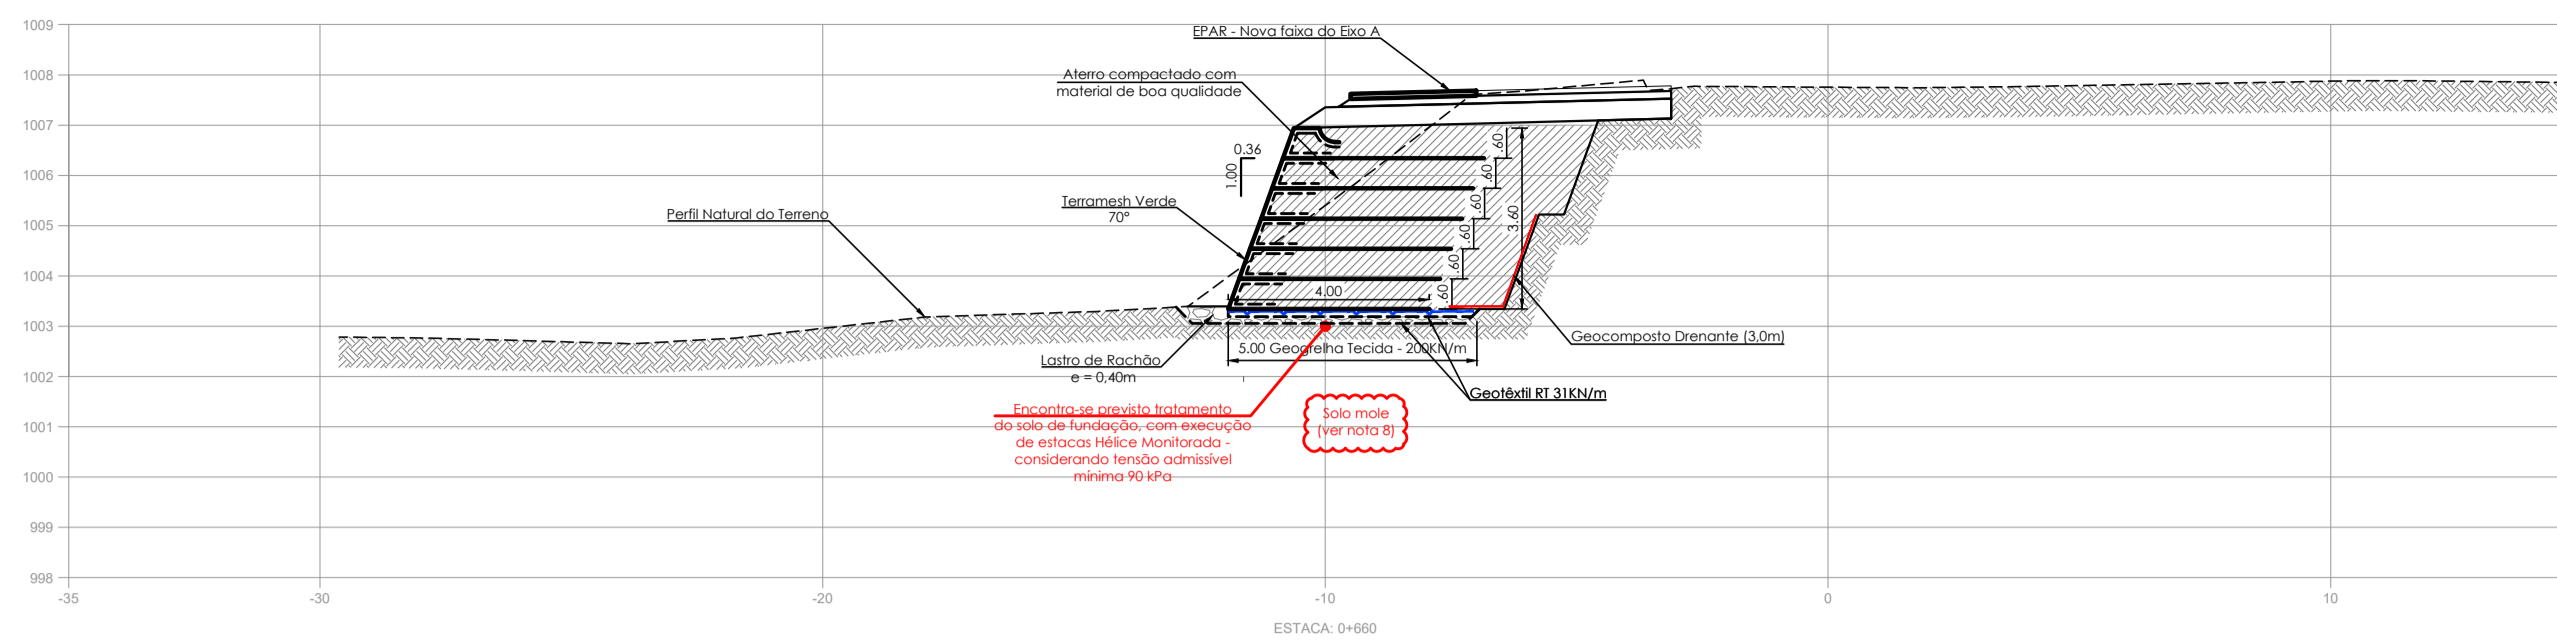 1009
EPAR - Nova faixa do Eixo A
1008
Aterro compactado com
material de boa qualidade
1007
.60
0.36
1.00
1006
.60
Terramesh Verde
70°
Perfil Natural do Terreno
.60
3.60
1005
.60
.60
1004
4.00
.60
1003
Geocomposto Drenante (3,0m)
5.00 Geogrelha Tecida - 200KN/m
Lastro de Rachão
e = 0,40m
1002
Geotêxtil RT 31KN/m
Encontra-se previsto tratamento
do solo de fundação, com execução
de estacas Hélice Monitorada -
considerando tensão admissível
mínima 90 kPa
Solo mole
(ver nota 8)
1001
1000
999
998
-35
-30
-20
-10
0
10
ESTACA: 0+660